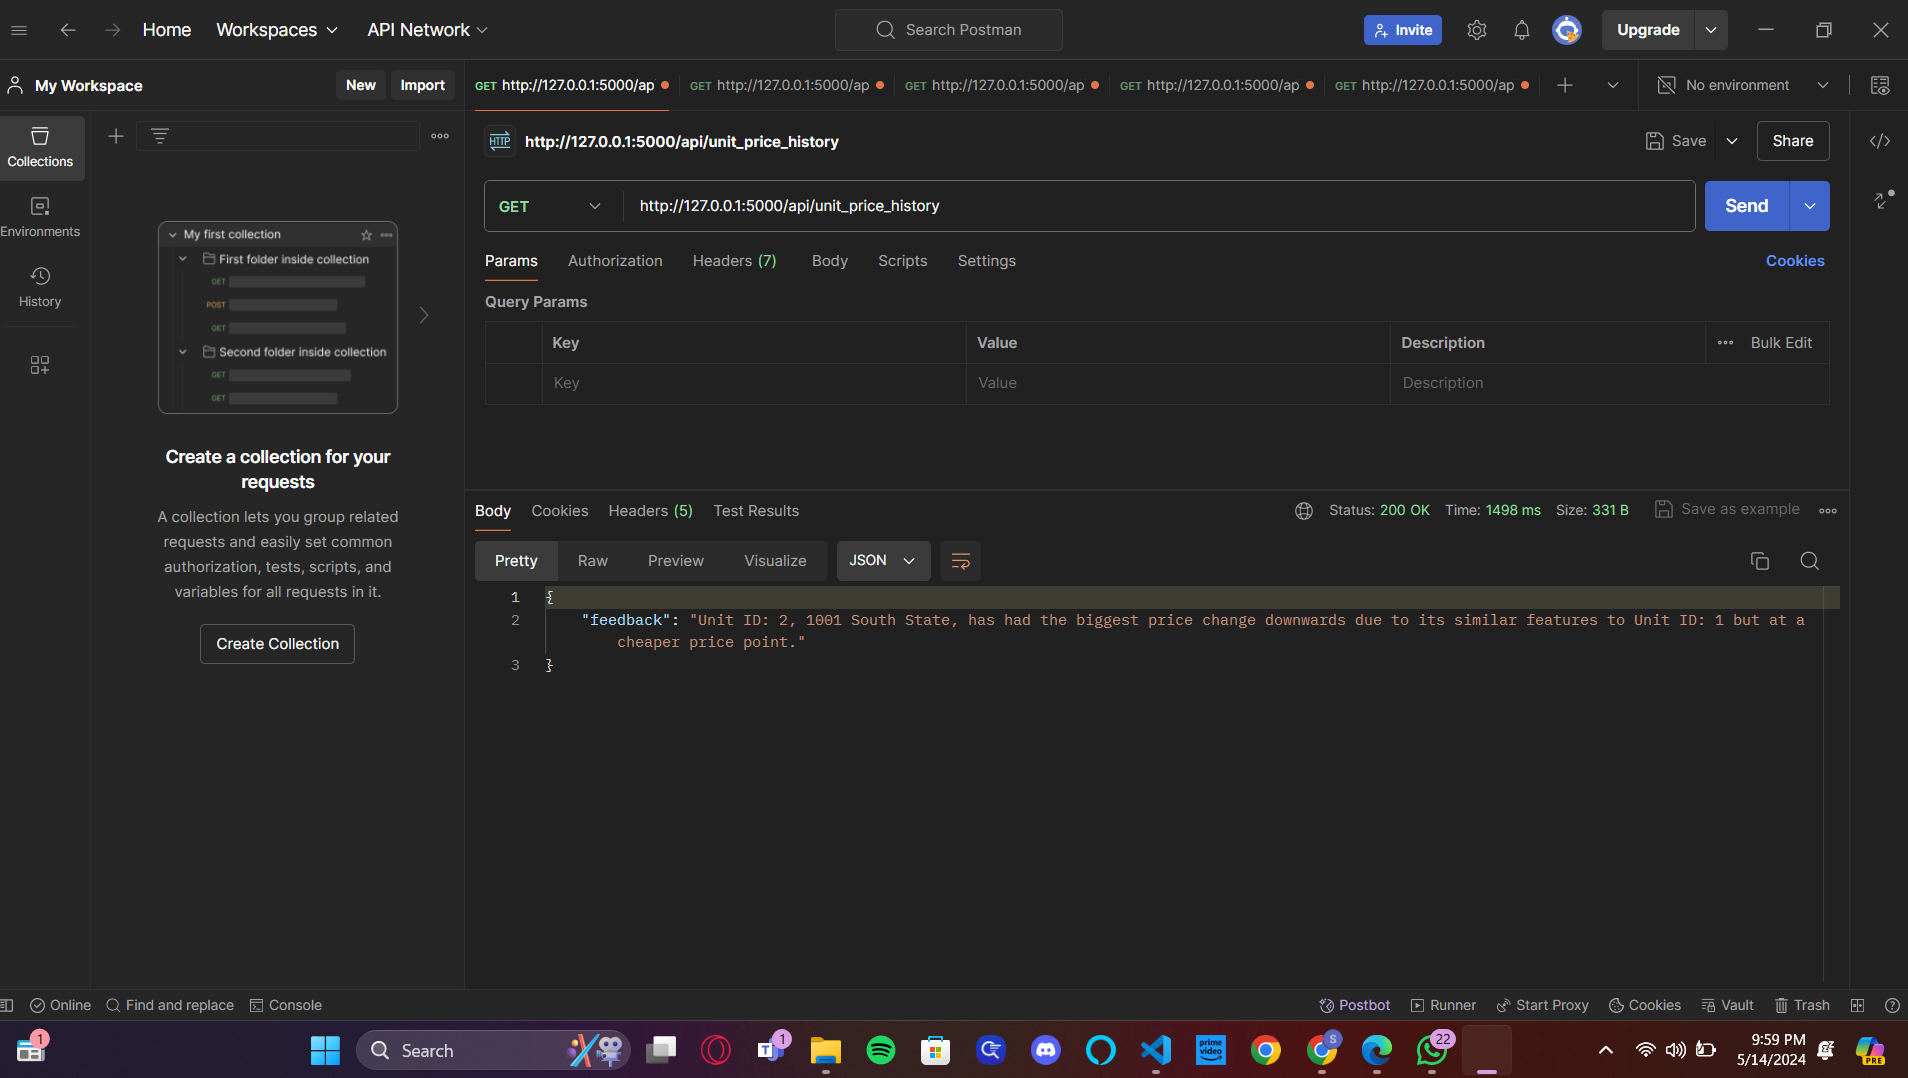 Home
Workspaces
API Network
Search Postman
Invite
Upgrade
My Workspace
New
Import
GET http://127.0.0.1:5000/ap
GET http://127.0.0.1:5000/ap
GET http://127.0.0.1:5000/ap
GET http://127.0.0.1:5000/ap
GET http://127.0.0.1:5000/ap
No environment
Collections
Environments
History
My first collection
First folder inside collection
GET
POST
GET
Second folder inside collection
GET
GET
Create a collection for your
requests
A collection lets you group related
requests and easily set common
authorization, tests, scripts, and
variables for all requests in it.
Create Collection
HTTP
http://127.0.0.1:5000/api/unit_price_history
Save
Share
GET
http://127.0.0.1:5000/api/unit_price_history
Send
Params
Authorization
Headers (7)
Body
Scripts
Settings
Cookies
Query Params
Key
Value
Description
Bulk Edit
Key
Value
Description
Body
Cookies
Headers (5)
Test Results
Status: 200 OK
Time: 1498 ms
Size: 331 B
Save as example
Pretty
Raw
Preview
Visualize
JSON
1 {
2 "feedback": "Unit ID: 2, 1001 South State, has had the biggest price change downwards due to its similar features to Unit ID: 1 but at a
cheaper price point."
3 }
Online
Find and replace
Console
Postbot
Runner
Start Proxy
Cookies
Vault
Trash
1
Search
1
prime
video
S
22
9:59 PM
5/14/2024
PRE